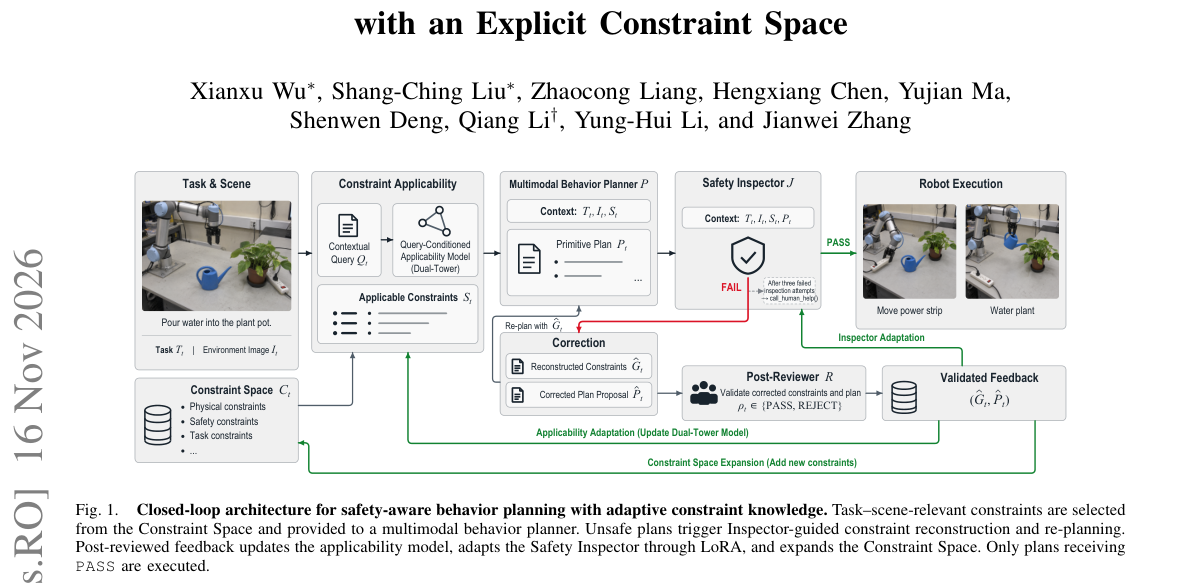 with an Explicit Constraint Space
Xianxu Wu∗, Shang-Ching Liu∗, Zhaocong Liang, Hengxiang Chen, Yujian Ma,
Shenwen Deng, Qiang Li†, Yung-Hui Li, and Jianwei Zhang
s.RO] 16 Nov 2026
Task & Scene
Pour water into the plant pot.
Task Tt | Environment Image It
Constraint Space Ct
• Physical constraints
• Safety constraints
• Task constraints
• ...
Constraint Applicability
Contextual
Query Qt
Query-Conditioned
Applicability Model
(Dual-Tower)
Applicable Constraints St
Multimodal Behavior Planner P
Context: Tt, It, St
Primitive Plan Pt
...
Re-plan with Ĝt
Correction
Reconstructed Constraints Ĝt
Corrected Plan Proposal P̂t
Safety Inspector J
Context: Tt, It, St, Pt
FAIL
After three failed
inspection attempts
→ call_human_help()
PASS
Robot Execution
Move power strip
Water plant
Inspector Adaptation
Post-Reviewer R
Validate corrected constraints and plan
ρt ∈ {PASS, REJECT}
Validated Feedback
(Ĝt, P̂t)
Applicability Adaptation (Update Dual-Tower Model)
Constraint Space Expansion (Add new constraints)
Fig. 1. Closed-loop architecture for safety-aware behavior planning with adaptive constraint knowledge. Task–scene-relevant constraints are selected
from the Constraint Space and provided to a multimodal behavior planner. Unsafe plans trigger Inspector-guided constraint reconstruction and re-planning.
Post-reviewed feedback updates the applicability model, adapts the Safety Inspector through LoRA, and expands the Constraint Space. Only plans receiving
PASS are executed.